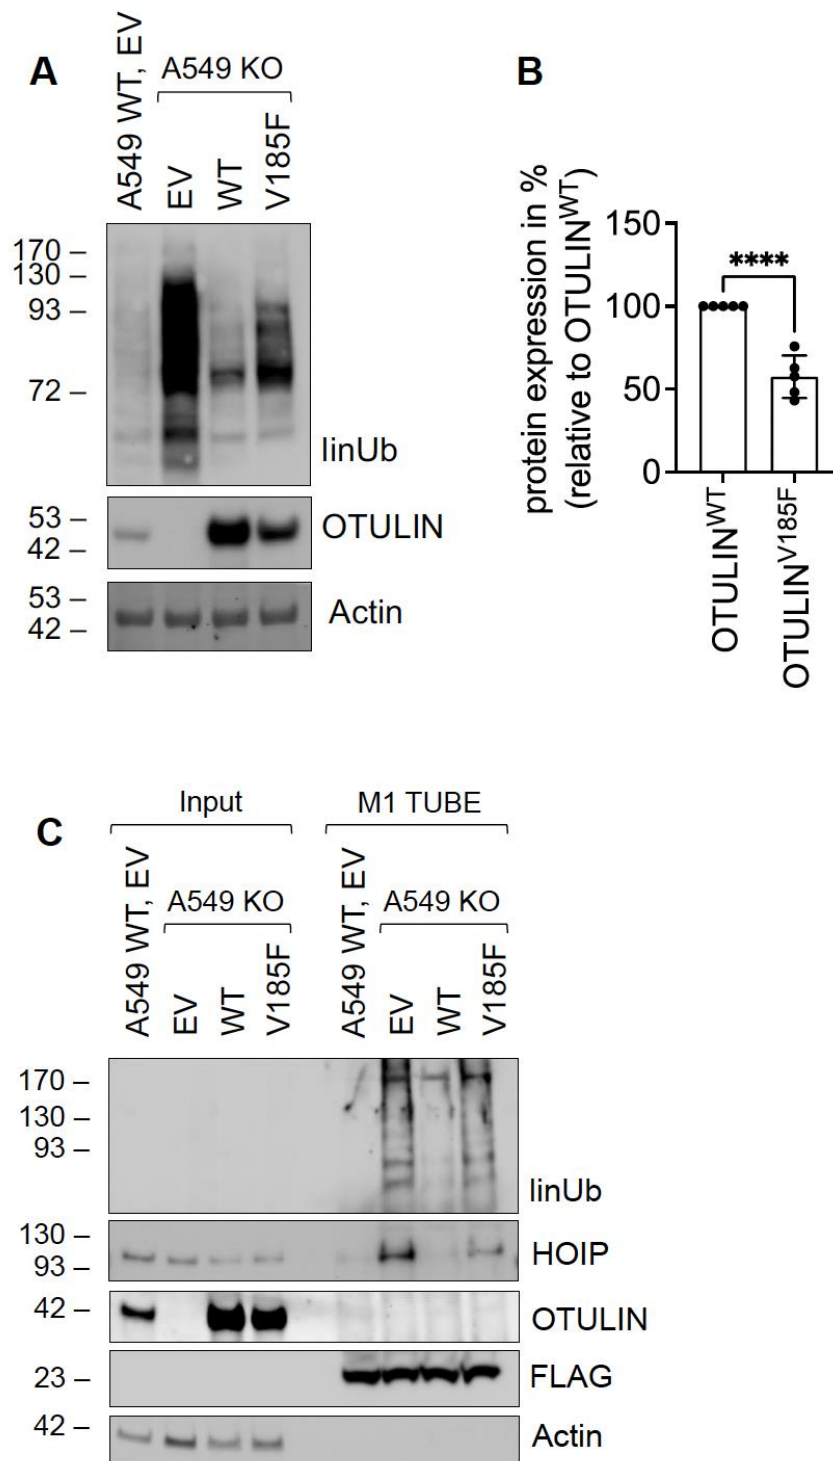 A
A549 WT, EV
A549 KO
EV
WT
V185F
170 –
130 –
93 –
72 –
linUb
53 –
42 –
OTULIN
53 –
42 –
Actin
B
protein expression in %
(relative to OTULIN^WT)
150
100
50
0
****
OTULIN^WT
OTULIN^V185F
C
Input
M1 TUBE
A549 WT, EV
A549 KO
EV
WT
V185F
A549 WT, EV
A549 KO
EV
WT
V185F
170 –
130 –
93 –
linUb
130 –
93 –
HOIP
42 –
OTULIN
23 –
FLAG
42 –
Actin